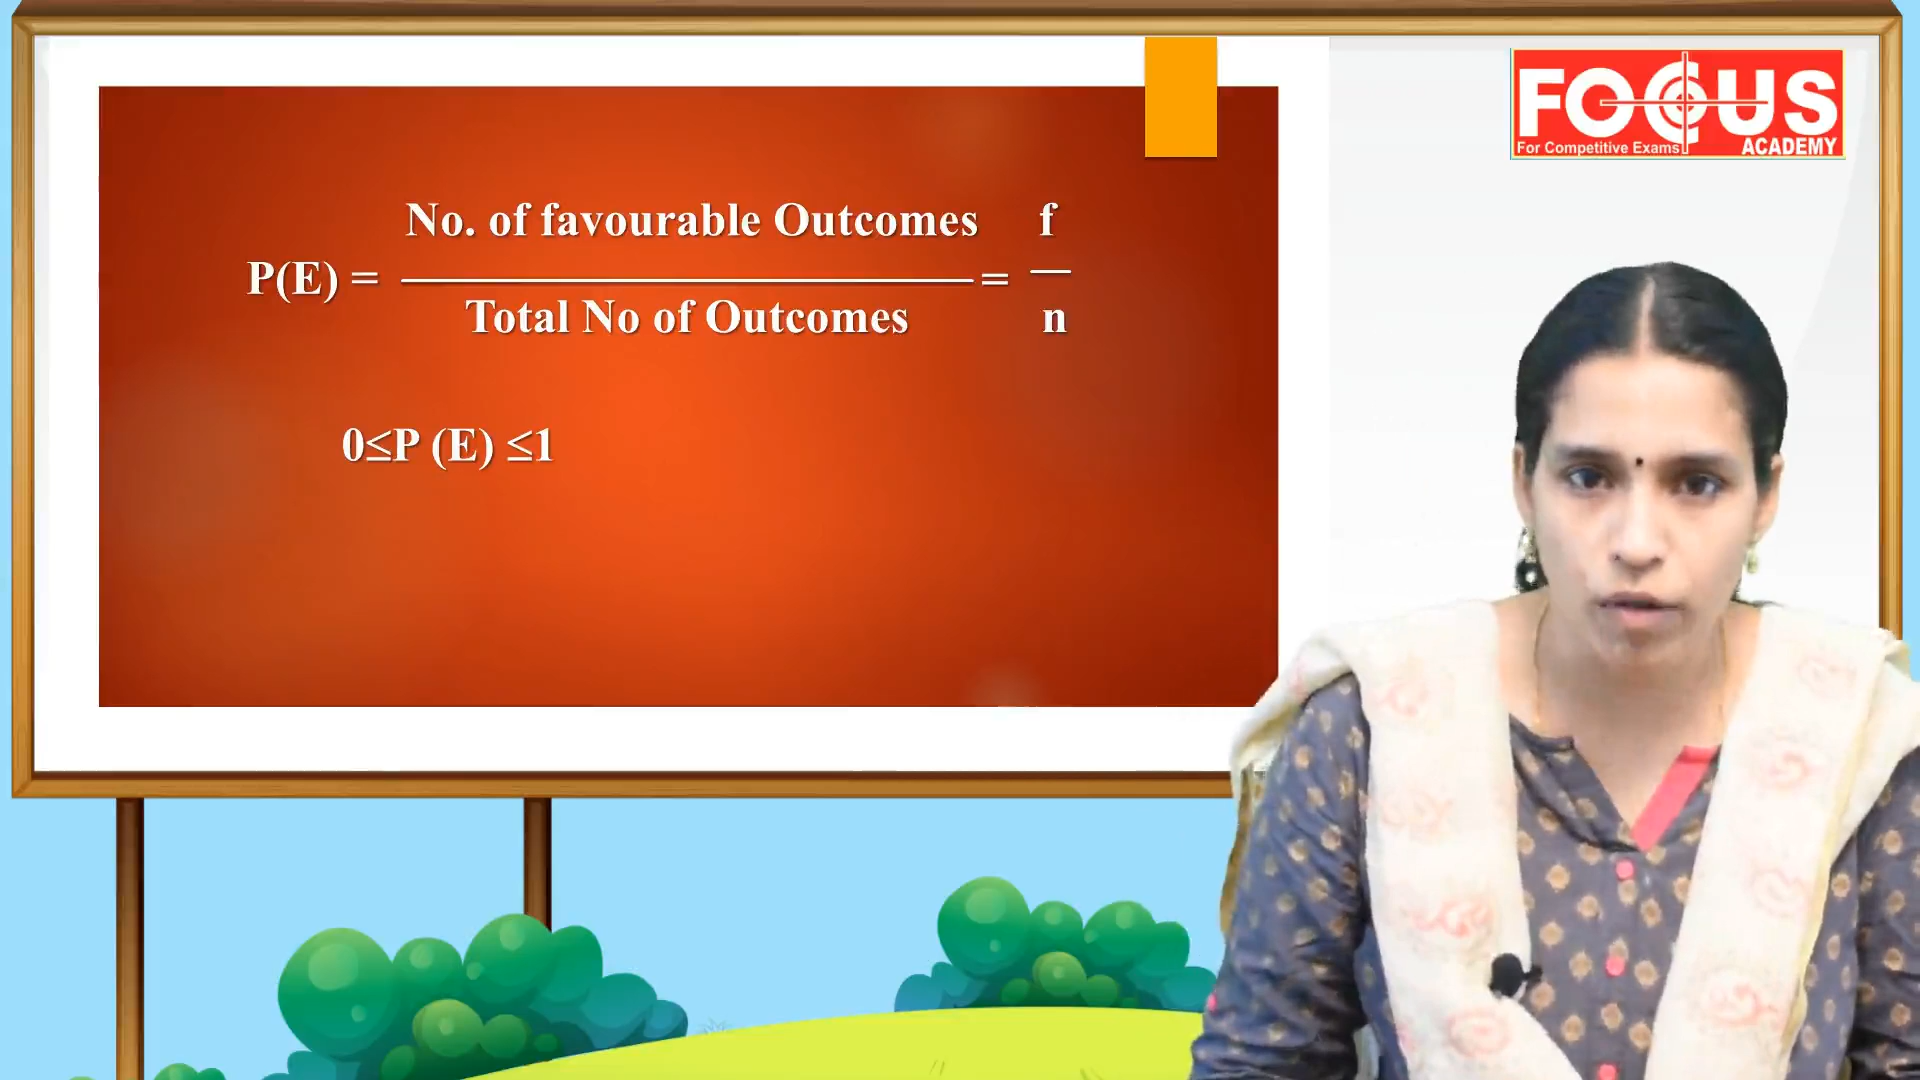 FOCUS
For Competitive Exams ACADEMY
No. of favourable Outcomes f
P(E) = =
Total No of Outcomes n
0≤P (E) ≤1